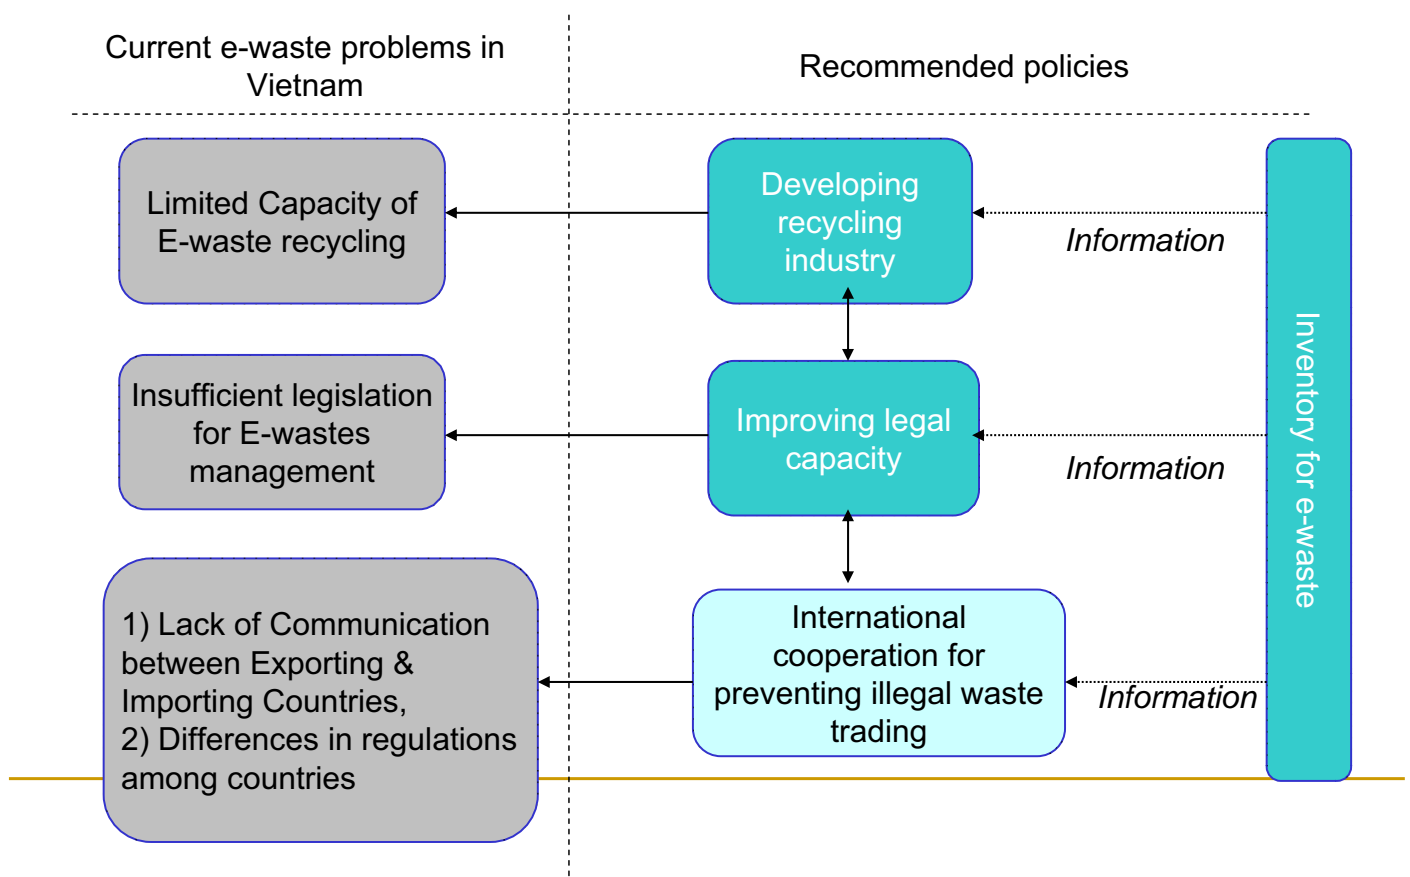 Current e-waste problems in
Vietnam
Recommended policies
Limited Capacity of
E-waste recycling
Developing
recycling
industry
Information
Insufficient legislation
for E-wastes
management
Improving legal
capacity
Information
1) Lack of Communication
between Exporting &
Importing Countries,
2) Differences in regulations
among countries
International
cooperation for
preventing illegal waste
trading
Information
Inventory for e-waste